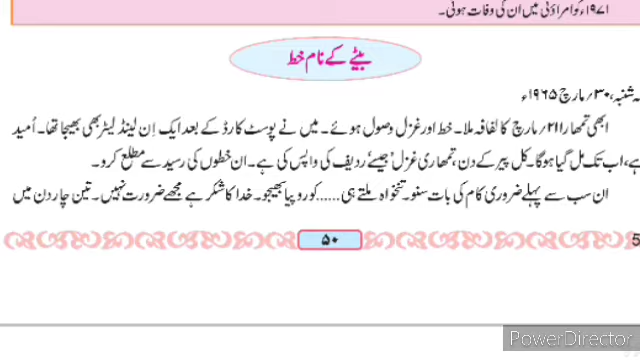 ۱۹۷۱ء کو امراؤتی میں ان کی وفات ہوئی۔
بیٹے کے نام خط
شنبہ، ۳۰؍ مارچ ۱۹۶۵ء
ابھی تمھارا ۲۱؍ مارچ کا لفافہ ملا۔ خط اور غزل وصول ہوئے۔ میں نے پوسٹ کارڈ کے بعد ایک اِن لینڈ لیٹر بھی بھیجا تھا۔ اُمید
ہے، اب تک مل گیا ہوگا۔ کل پیر کے دن، تمھاری غزل 'جیسے' ردیف کی واپس کی ہے۔ ان خطوں کی رسید سے مطلع کرو۔
ان سب سے پہلے ضروری کام کی بات سنو۔ تنخواہ ملتے ہی ...... کو روپیا بھیجو۔ خدا کا شکر ہے مجھے ضرورت نہیں۔ تین چار دن میں
۵۰
5
PowerDirector